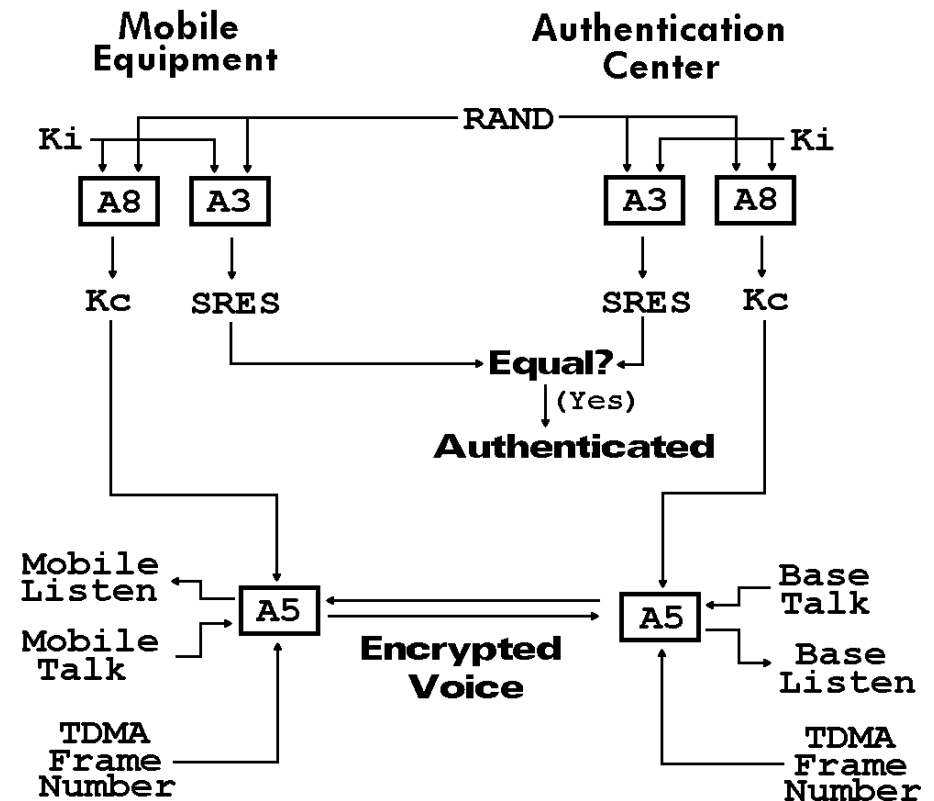 Mobile
Equipment
Authentication
Center
RAND
Ki
Ki
A8
A3
A3
A8
Kc
SRES
SRES
Kc
Equal?
(Yes)
Authenticated
Mobile
Listen
A5
A5
Base
Talk
Mobile
Talk
Encrypted
Voice
Base
Listen
TDMA
Frame
Number
TDMA
Frame
Number